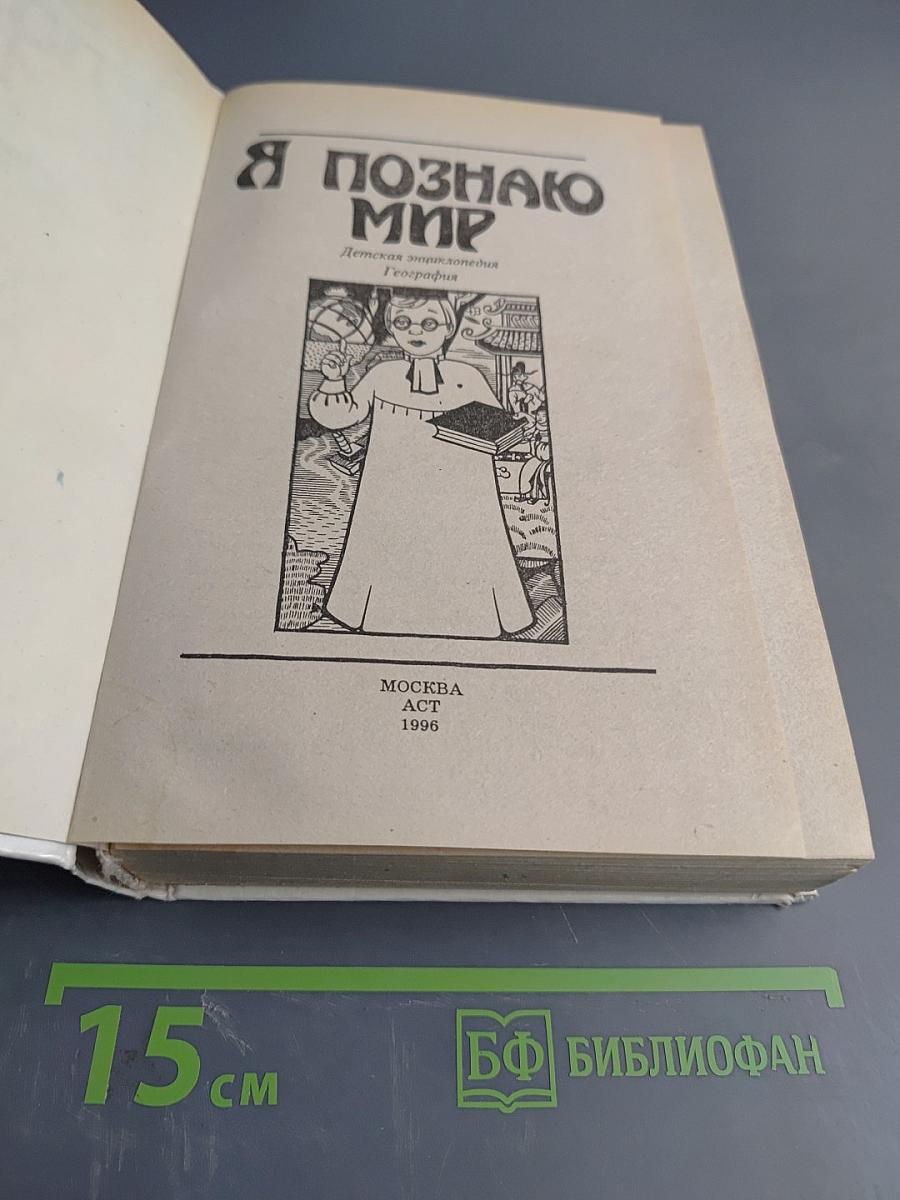 Я ПОЗНАЮ
МИР
Детская энциклопедия
География
МОСКВА
АСТ
1996
15 см
БФ БИБЛИОФАН